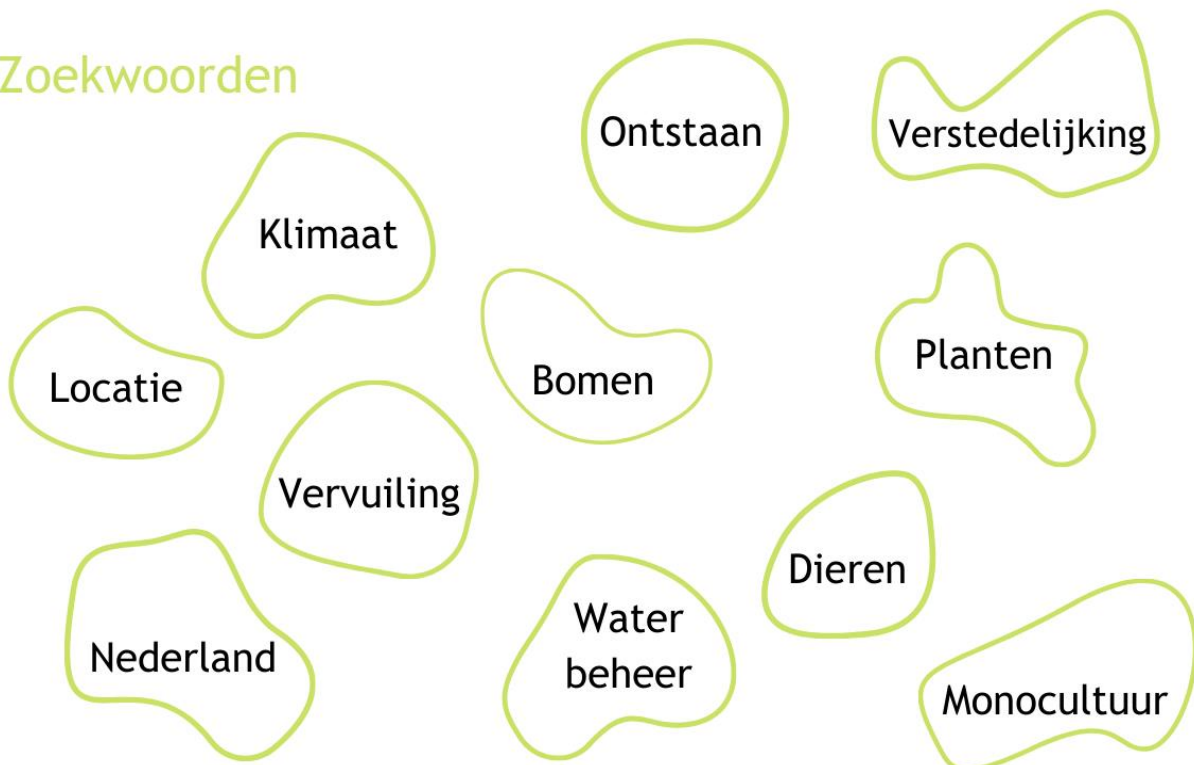 Zoekwoorden
Ontstaan
Verstedelijking
Klimaat
Locatie
Bomen
Planten
Vervuiling
Dieren
Nederland
Water
beheer
Monocultuur